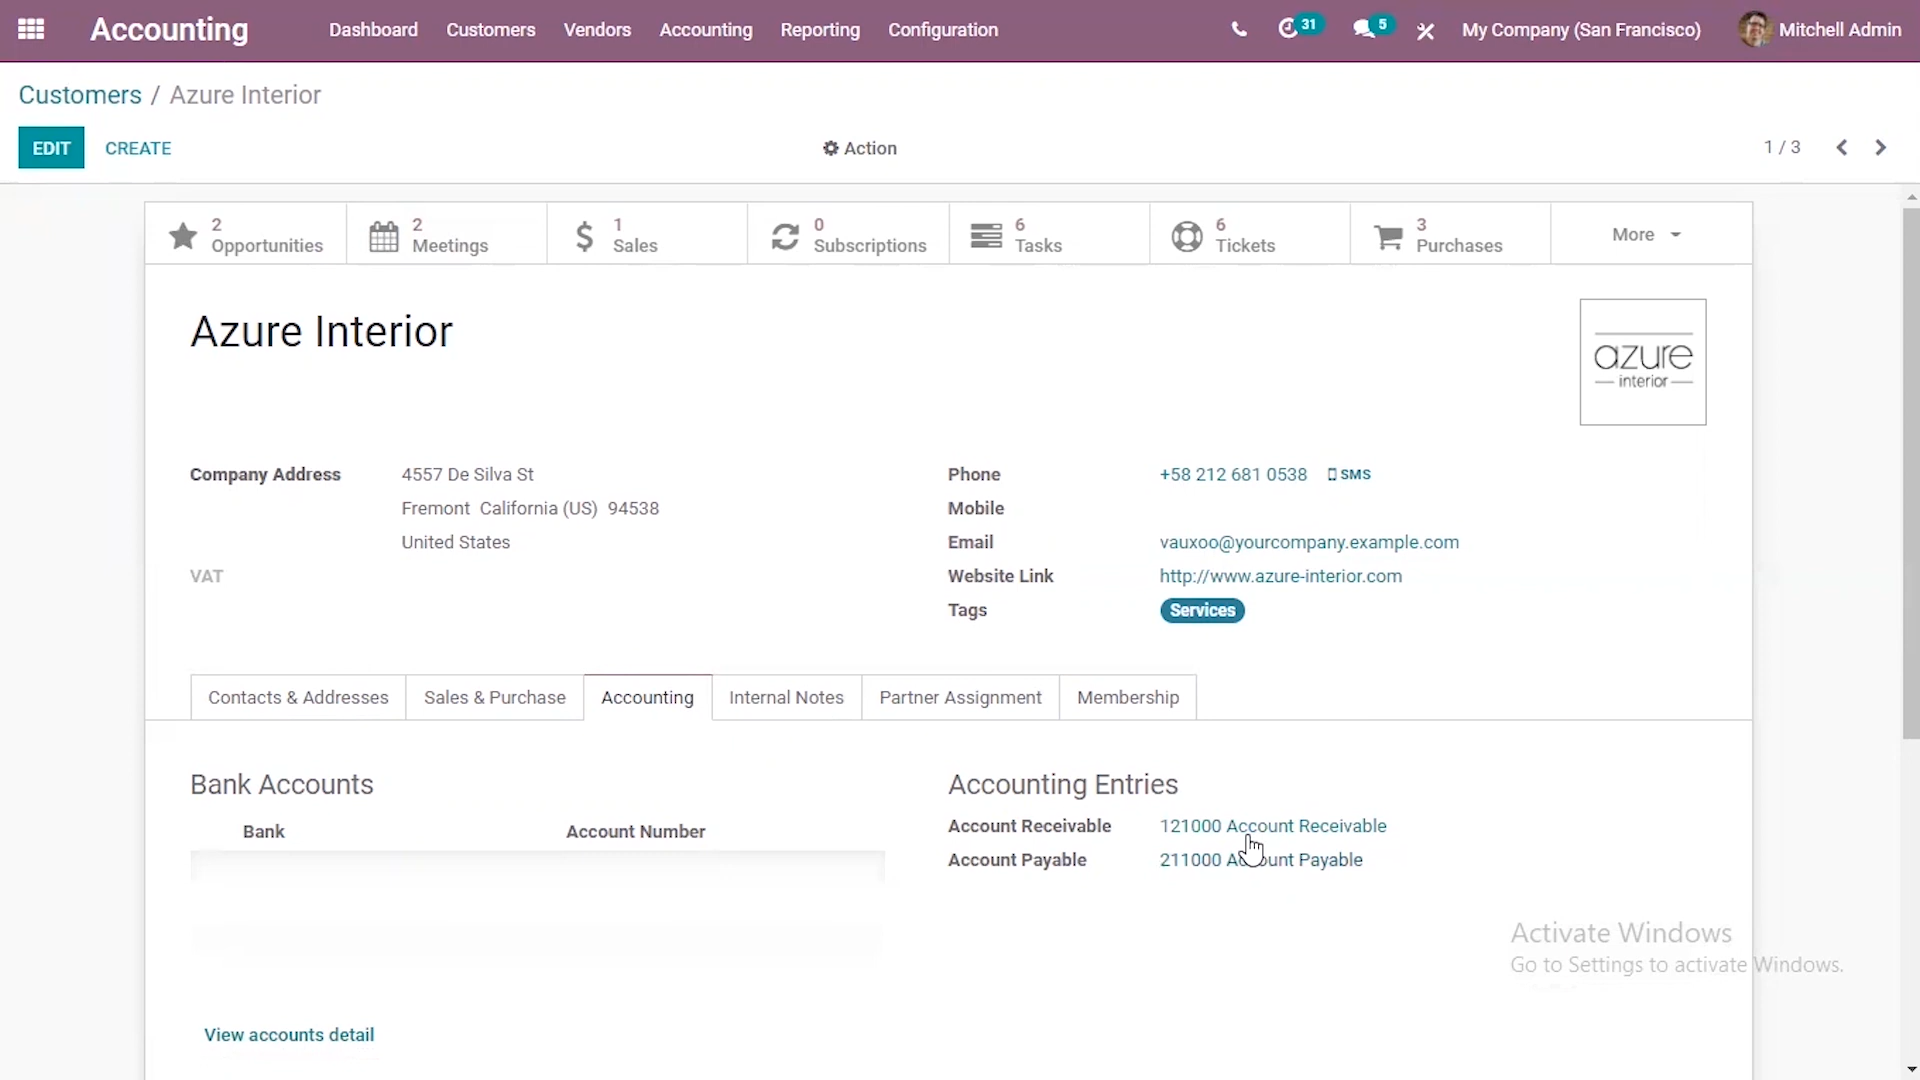 Accounting Dashboard Customers Vendors Accounting Reporting Configuration 31 5 My Company (San Francisco) Mitchell Admin
Customers / Azure Interior
EDIT CREATE Action 1 / 3
2 Opportunities
2 Meetings
1 Sales
0 Subscriptions
6 Tasks
6 Tickets
3 Purchases
More
Azure Interior
azure
interior
Company Address 4557 De Silva St
Fremont California (US) 94538
United States
VAT
Phone +58 212 681 0538 SMS
Mobile
Email vauxoo@yourcompany.example.com
Website Link http://www.azure-interior.com
Tags Services
Contacts & Addresses Sales & Purchase Accounting Internal Notes Partner Assignment Membership
Bank Accounts
Bank Account Number
View accounts detail
Accounting Entries
Account Receivable 121000 Account Receivable
Account Payable 211000 Account Payable
Activate Windows
Go to Settings to activate Windows.